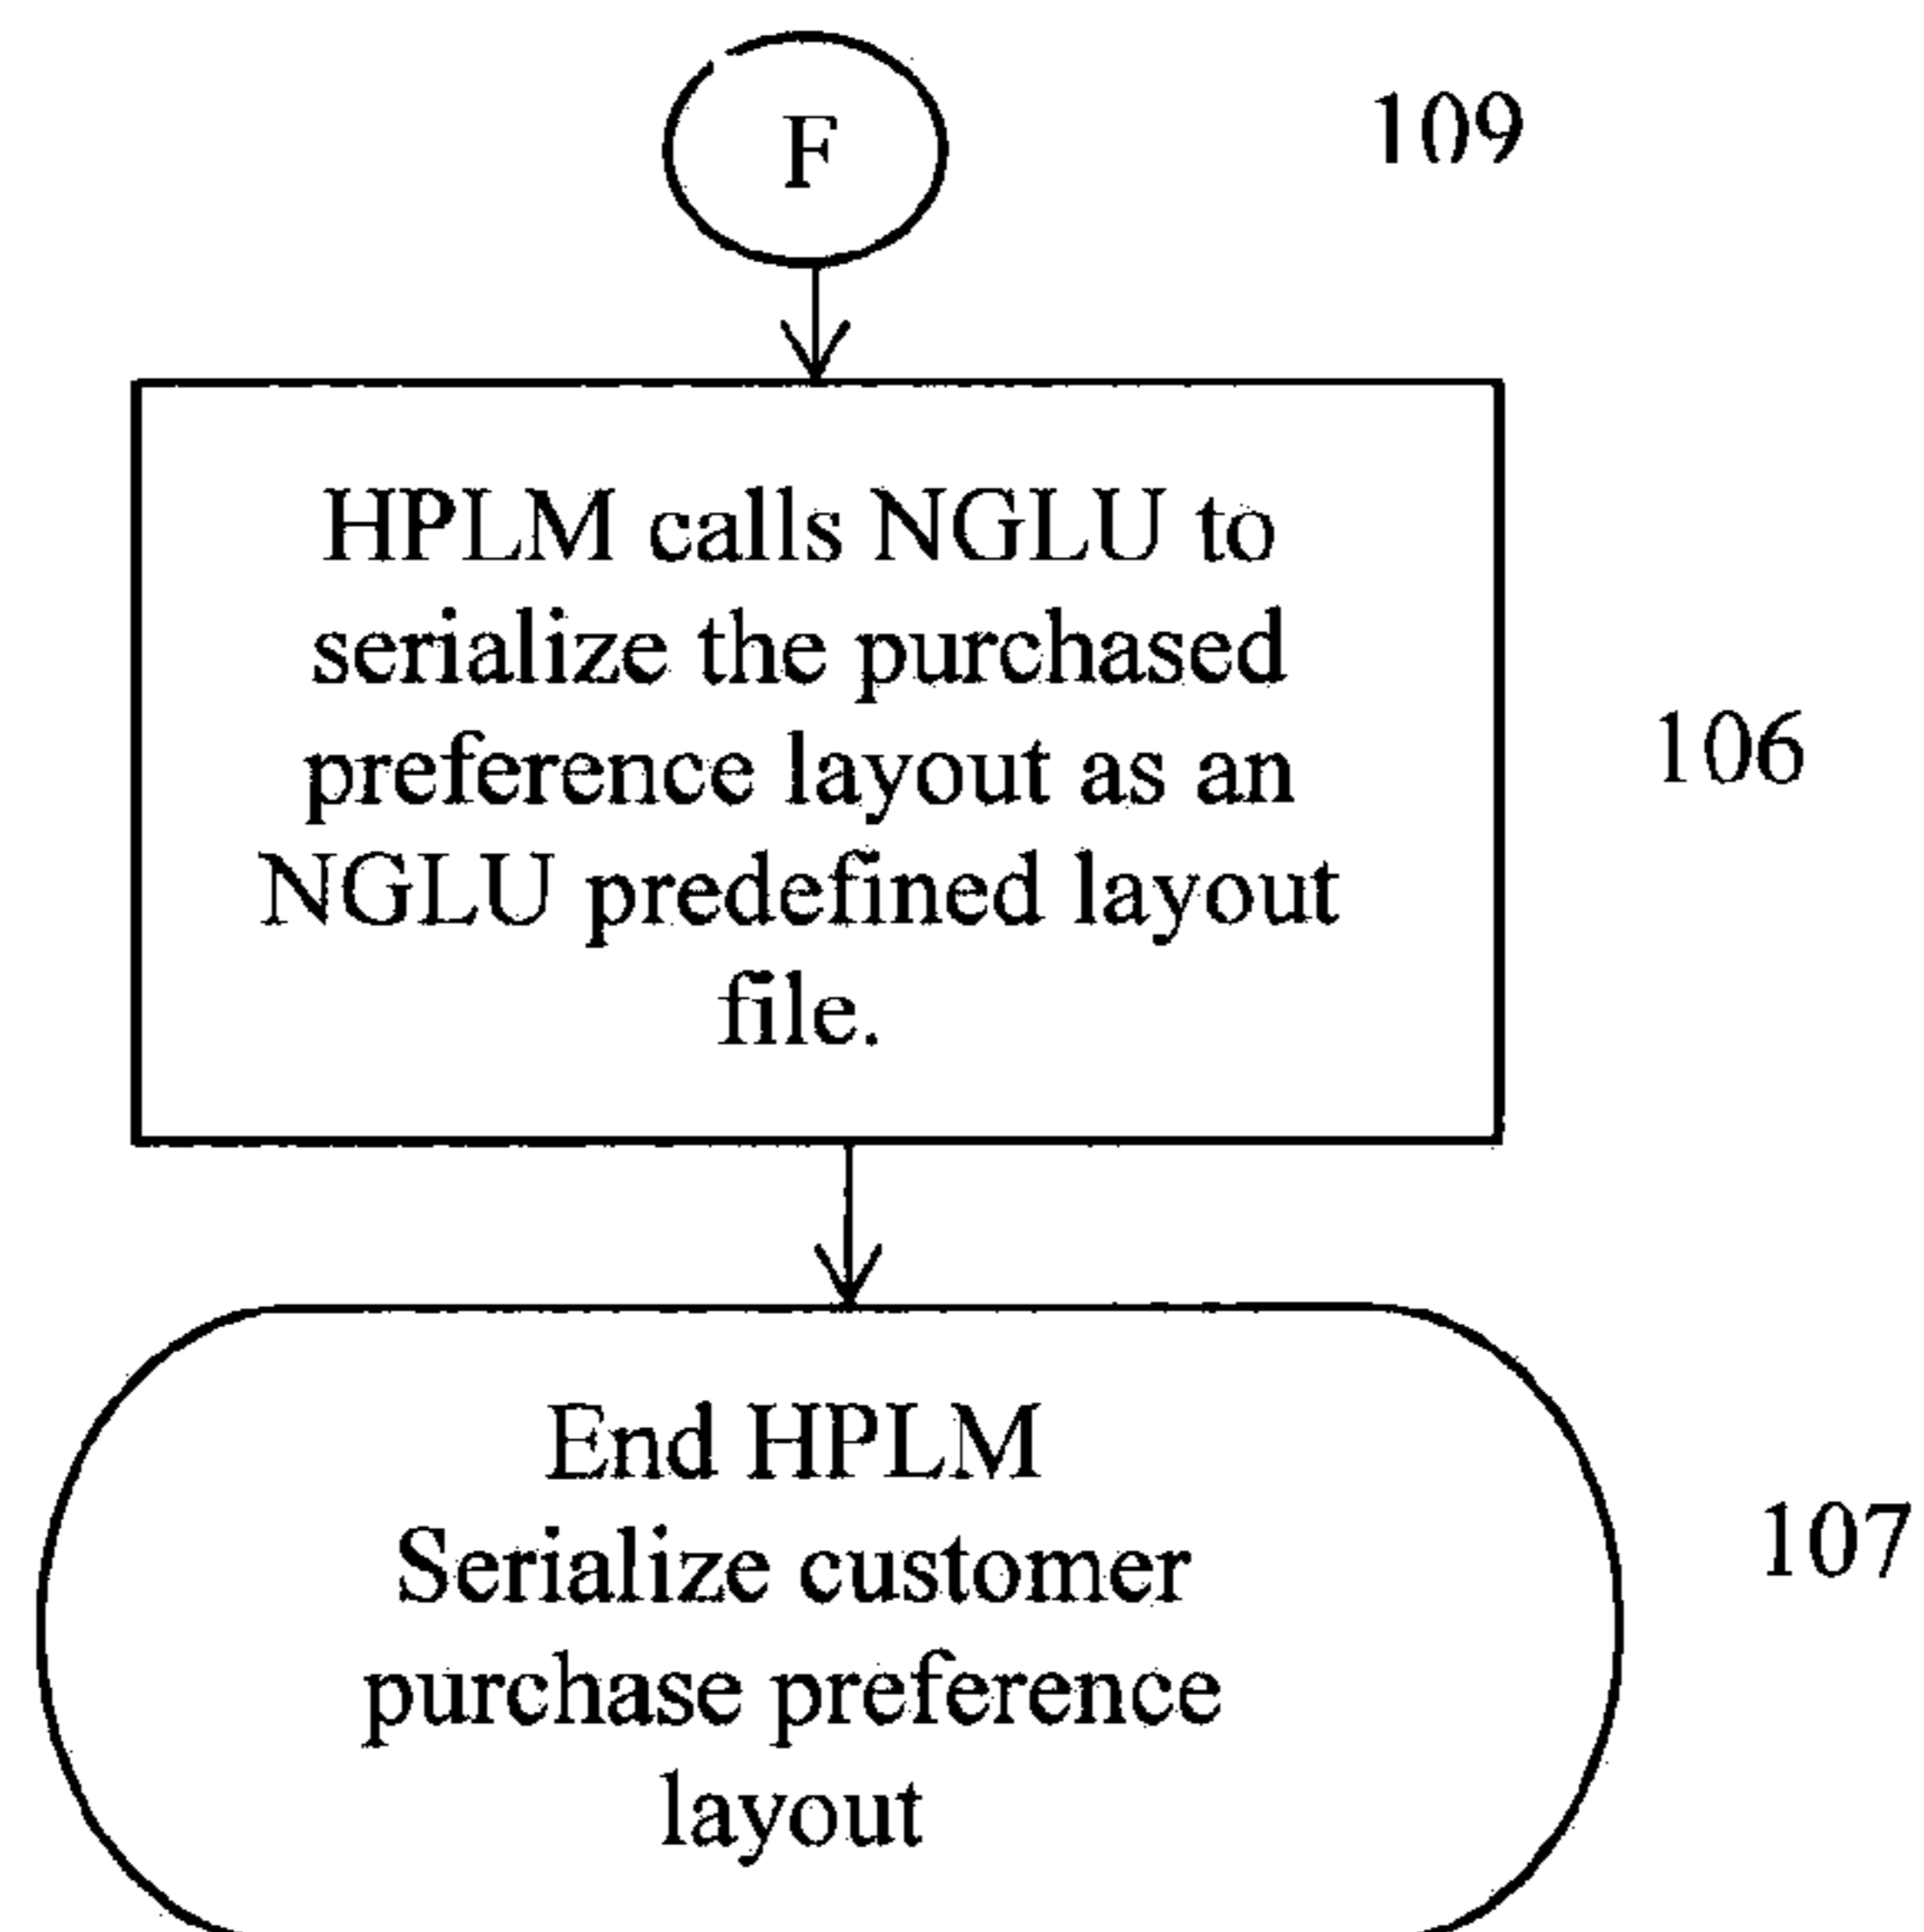 F
109
HPLM calls NGLU to
serialize the purchased
preference layout as an
NGLU predefined layout
file.
106
End HPLM
Serialize customer
purchase preference
layout
107